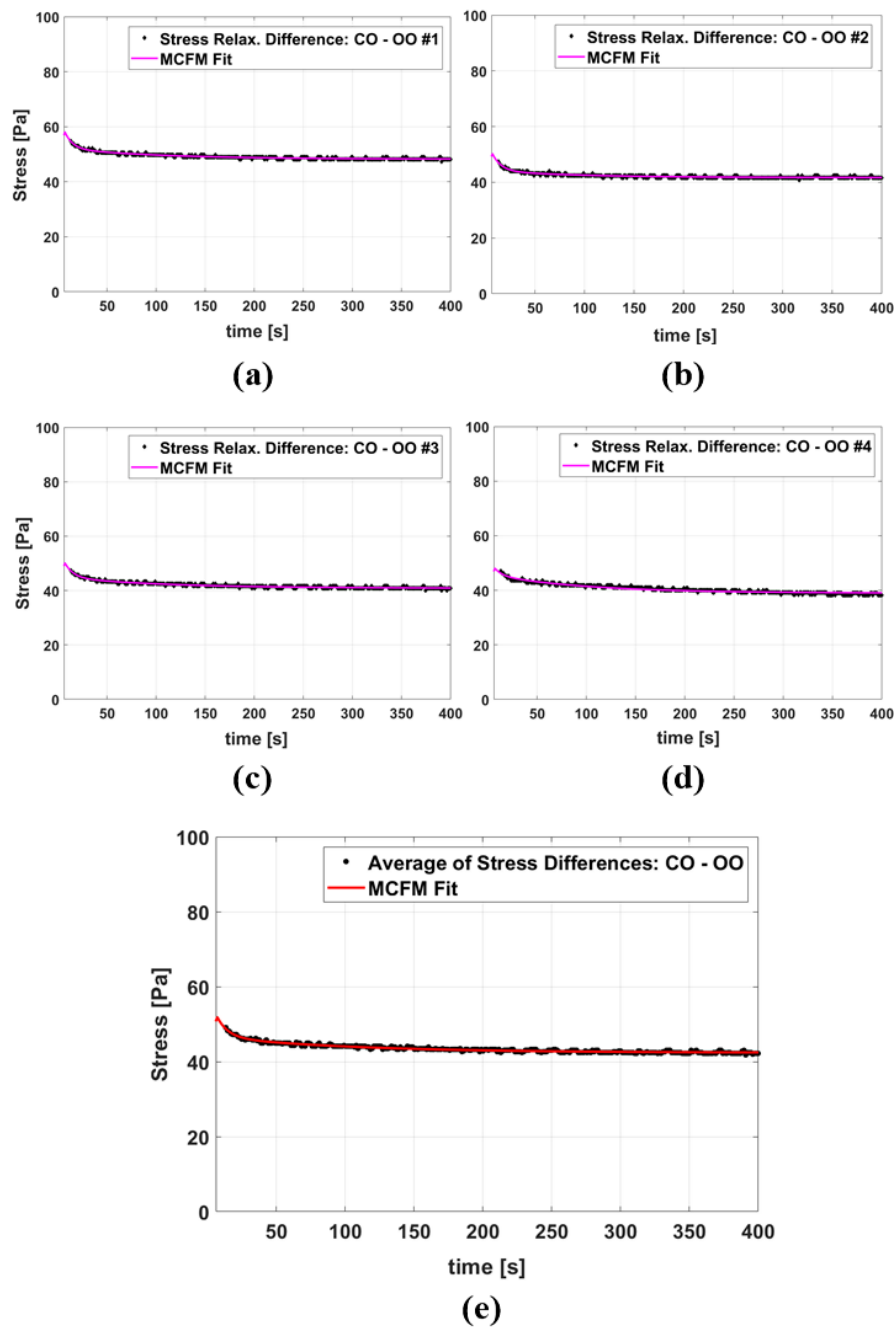 100
80
60
40
20
0
Stress [Pa]
Stress Relax. Difference: CO - OO #1
MCFM Fit
50 100 150 200 250 300 350 400
time [s]
(a)
100
80
60
40
20
0
Stress Relax. Difference: CO - OO #2
MCFM Fit
50 100 150 200 250 300 350 400
time [s]
(b)
100
80
60
40
20
0
Stress [Pa]
Stress Relax. Difference: CO - OO #3
MCFM Fit
50 100 150 200 250 300 350 400
time [s]
(c)
100
80
60
40
20
0
Stress Relax. Difference: CO - OO #4
MCFM Fit
50 100 150 200 250 300 350 400
time [s]
(d)
100
80
60
40
20
0
Stress [Pa]
Average of Stress Differences: CO - OO
MCFM Fit
50 100 150 200 250 300 350 400
time [s]
(e)